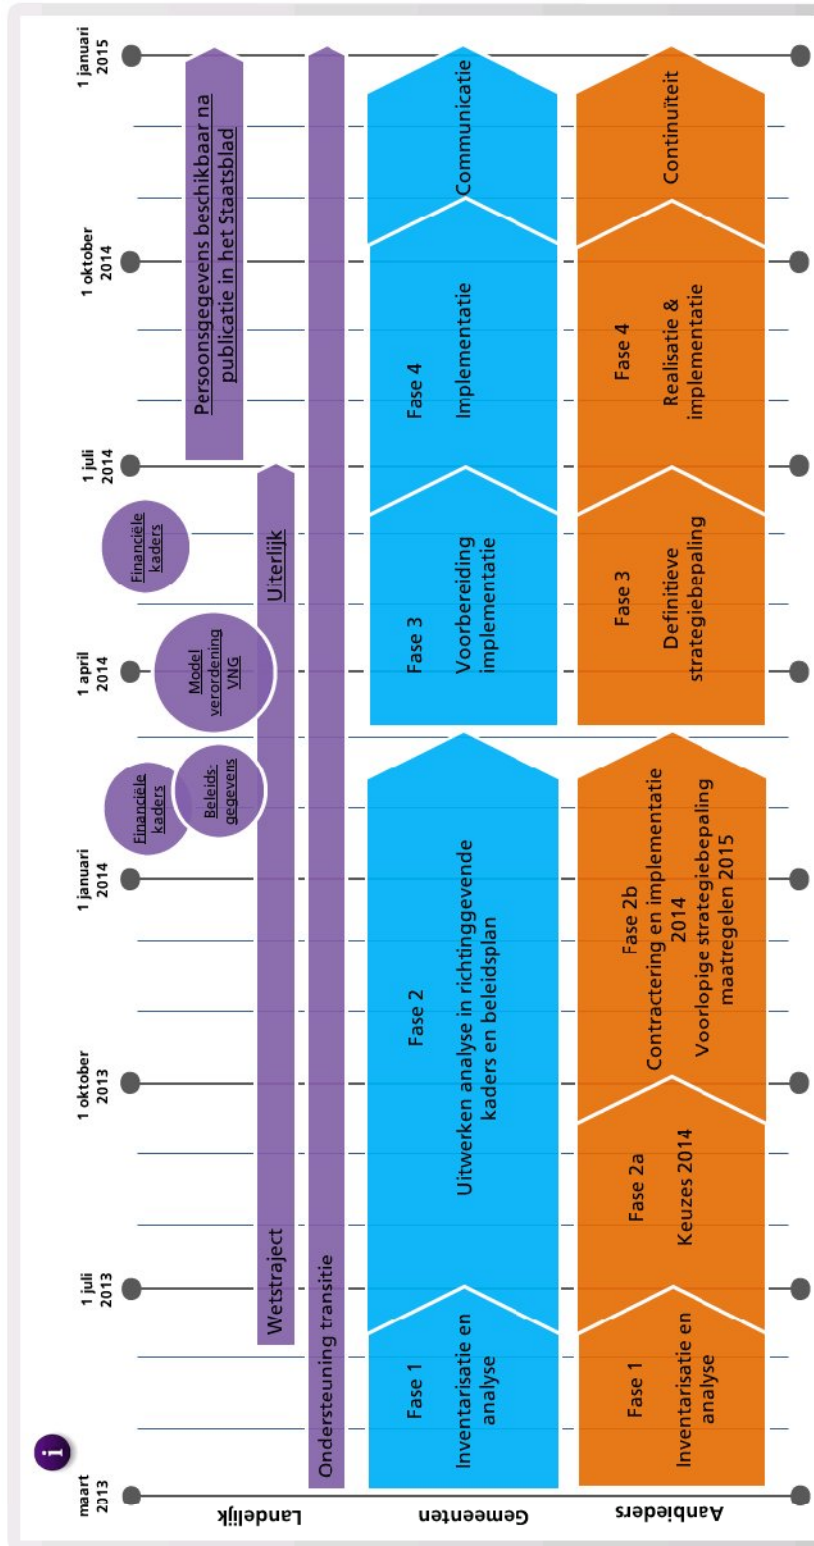 i
maart
2013
1 juli
2013
1 oktober
2013
1 januari
2014
1 april
2014
1 juli
2014
1 oktober
2014
1 januari
2015
Landelijk
Financiële
kaders
Beleids-
gegevens
Model
verordening
VNG
Financiële
kaders
Persoonsgegevens beschikbaar na
publicatie in het Staatsblad
Wetstraject
Uiterlijk
Ondersteuning transitie
Gemeenten
Fase 1
Inventarisatie en
analyse
Fase 2
Uitwerken analyse in richtinggevende
kaders en beleidsplan
Fase 3
Voorbereiding
implementatie
Fase 4
Implementatie
Communicatie
Aanbieders
Fase 1
Inventarisatie en
analyse
Fase 2a
Keuzes 2014
Fase 2b
Contractering en implementatie
2014
Voorlopige strategiebepaling
maatregelen 2015
Fase 3
Definitieve
strategiebepaling
Fase 4
Realisatie &
implementatie
Continuïteit